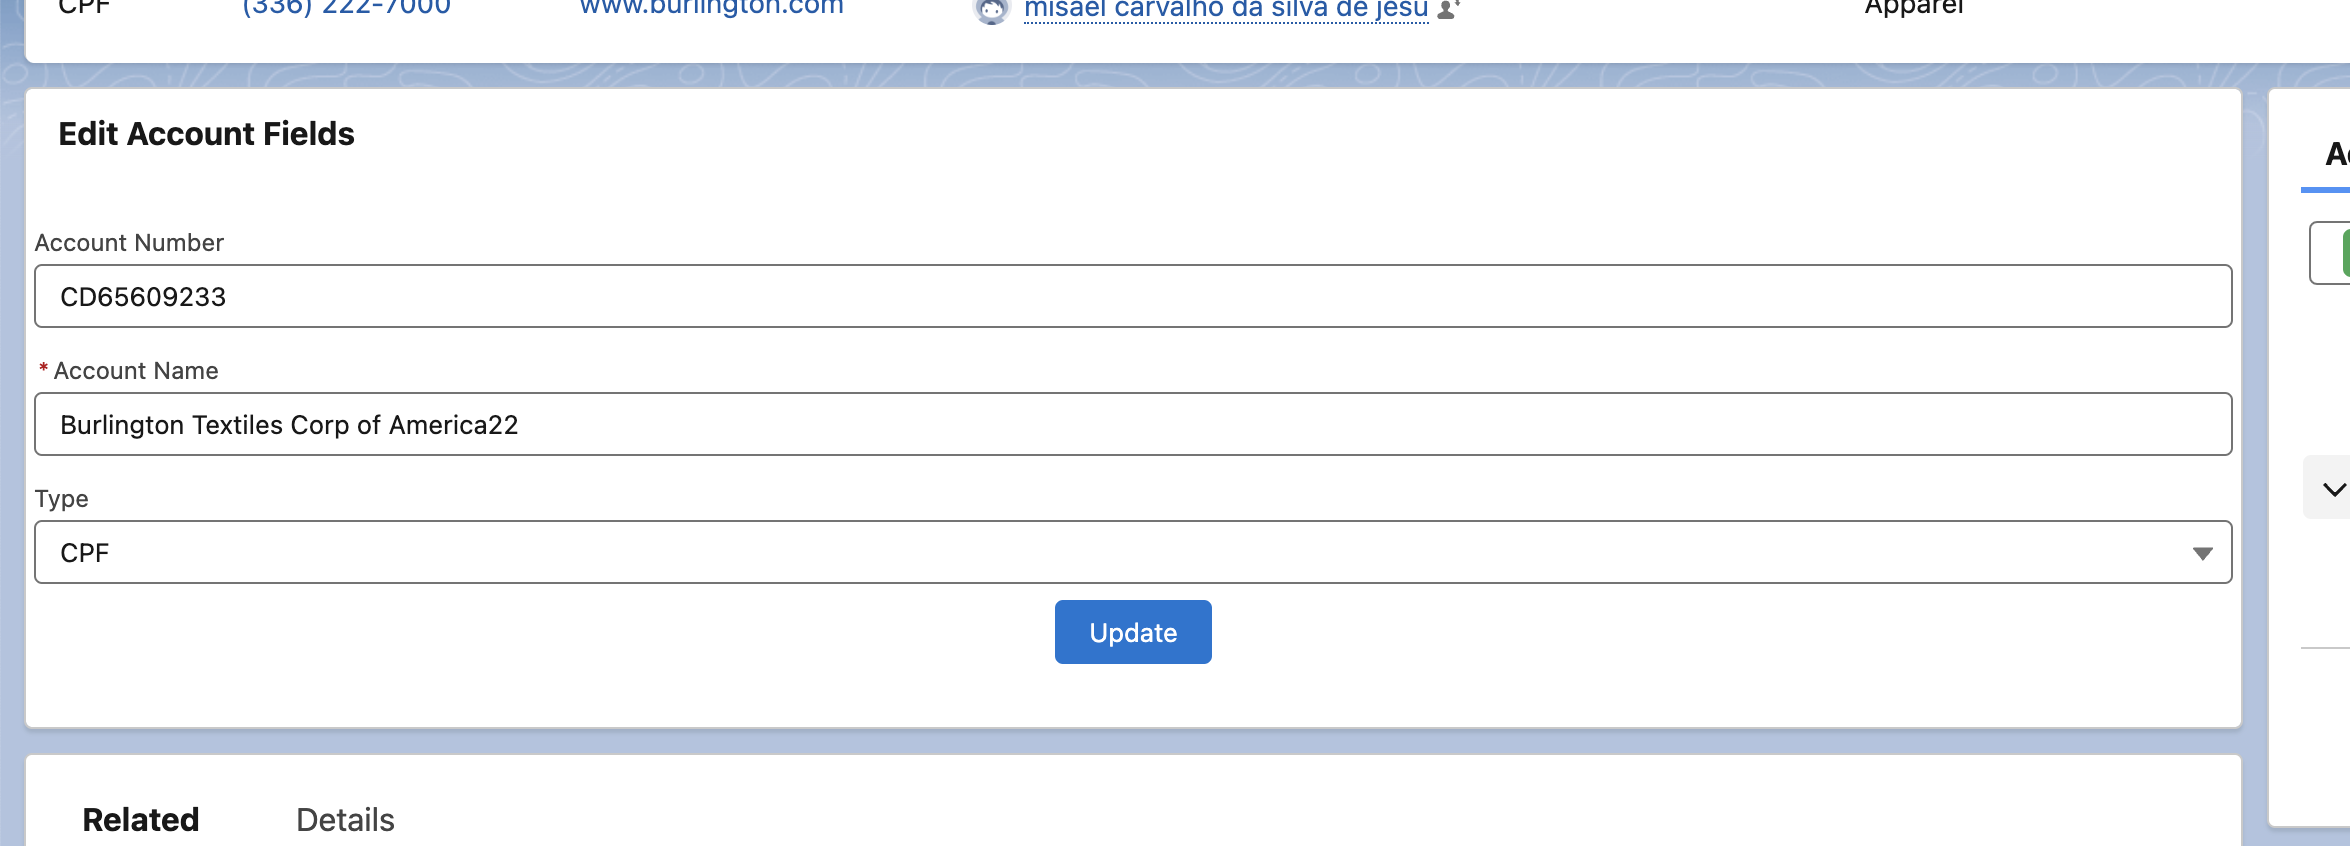 CPF (336) 222-7000 www.burlington.com misael carvalho da silva de jesu Apparel
Edit Account Fields
Account Number
CD65609233
* Account Name
Burlington Textiles Corp of America22
Type
CPF
Update
Related Details